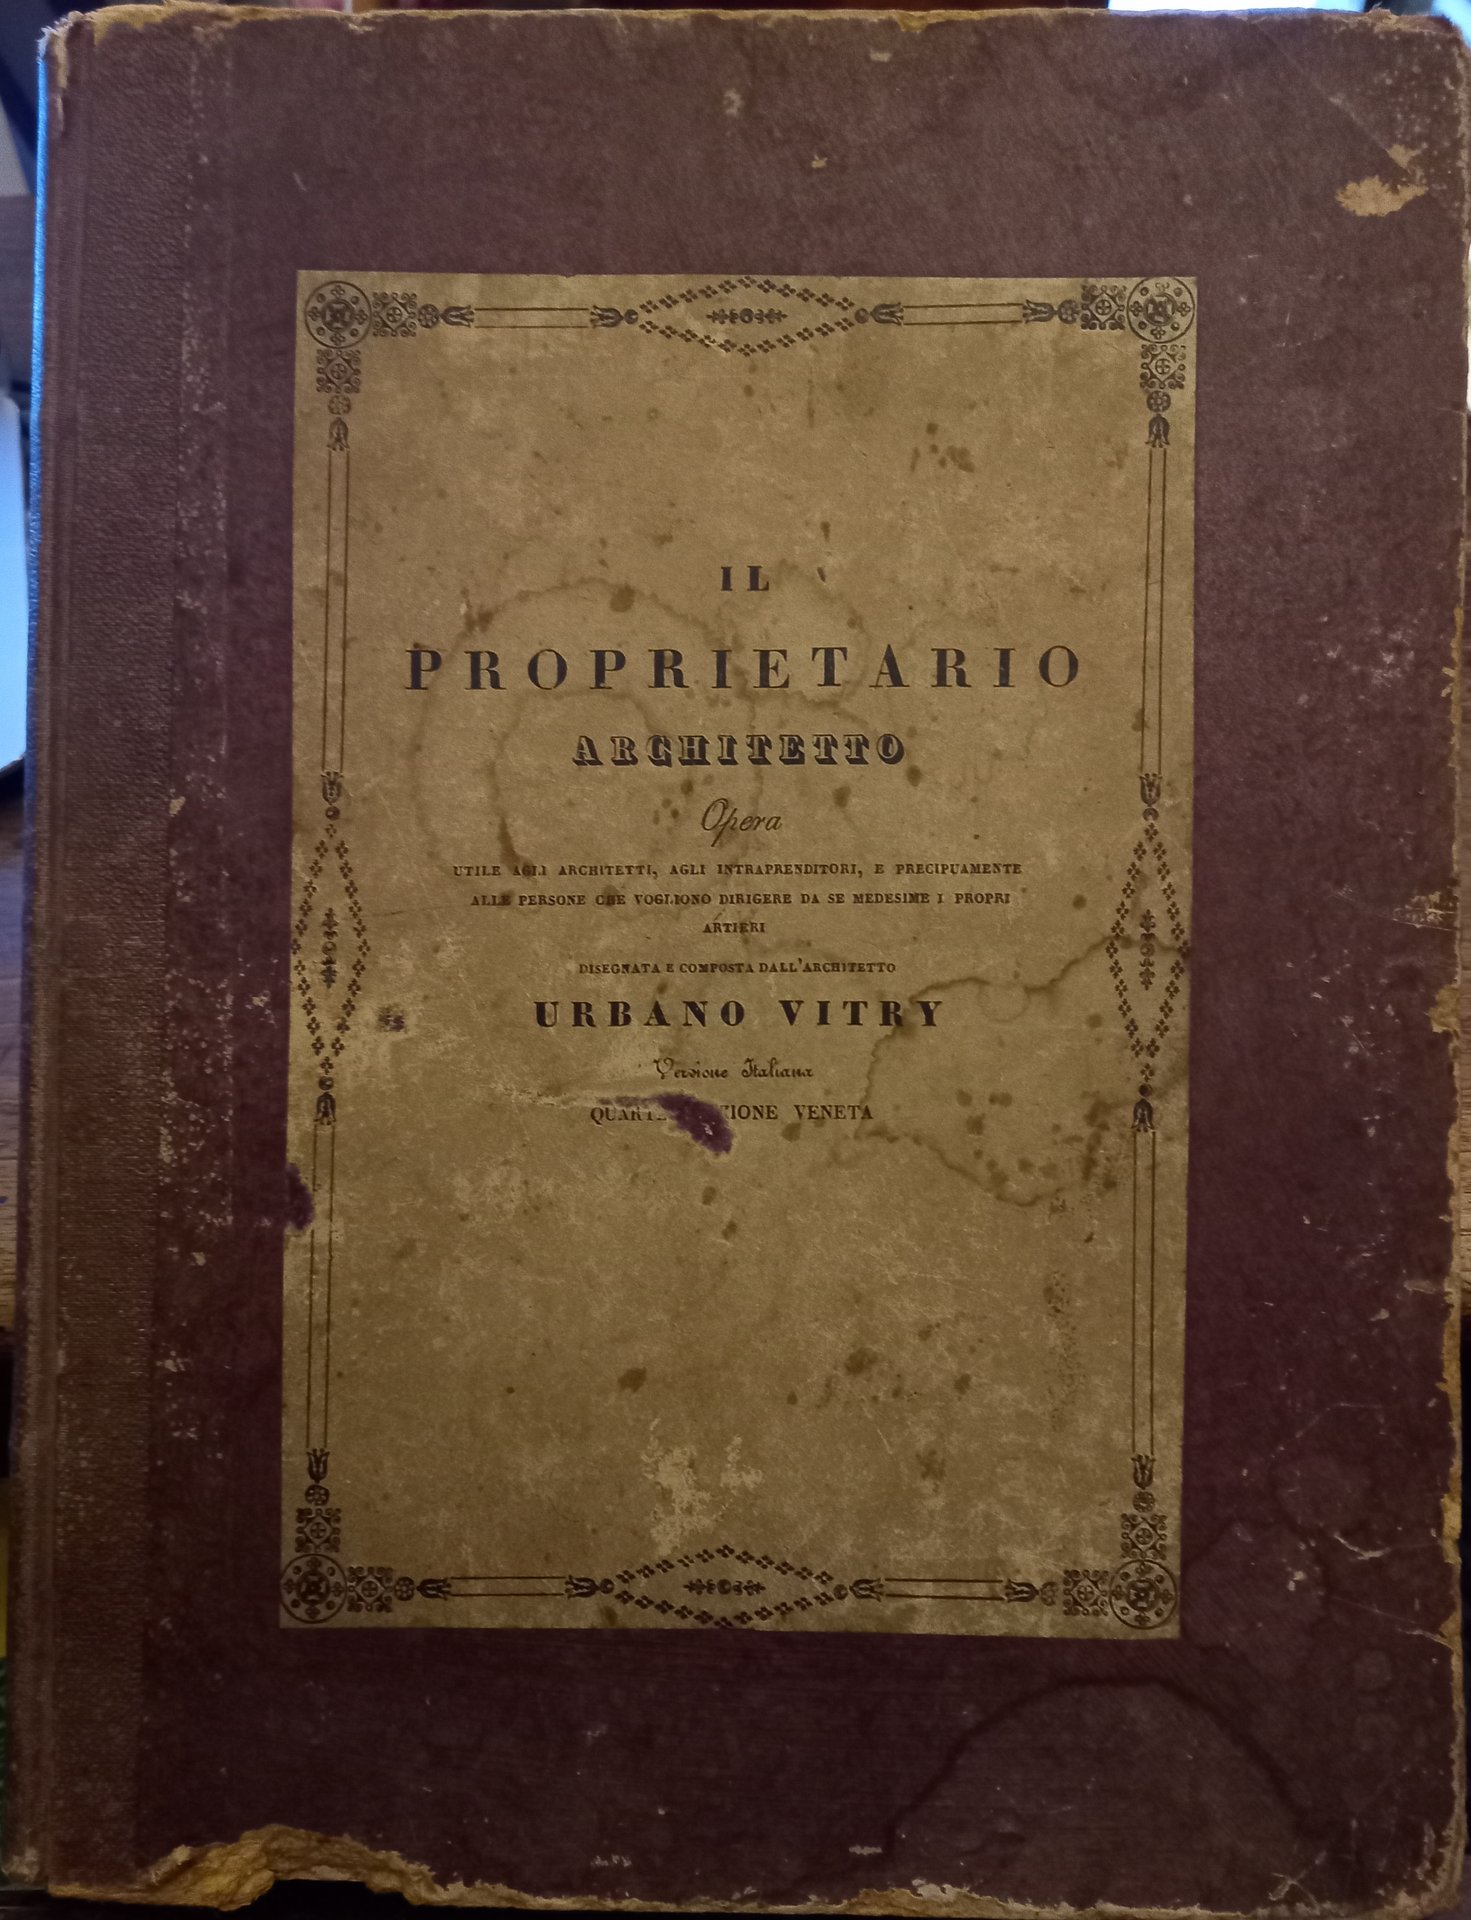 IL
PROPRIETARIO
ARCHITETTO
Opera
UTILE AGLI ARCHITETTI, AGLI INTRAPRENDITORI, E PRECIPUAMENTE
ALLE PERSONE CHE VOGLIONO DIRIGERE DA SE MEDESIME I PROPRI
ARTIERI
DISEGNATA E COMPOSTA DALL'ARCHITETTO
URBANO VITRY
Versione Italiana
VENETA